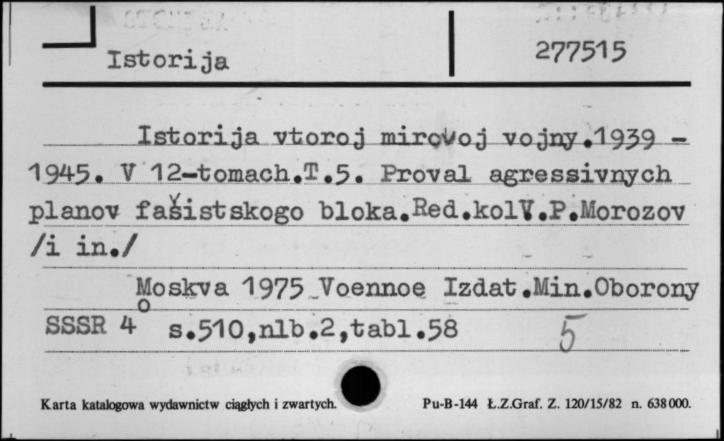 Istorija 277515
Istorija vtoroj mirovoj vojny.1939 -
1945. V 12-tomach.T.5. Proval agressivnych
planov fašistskogo bloka.Red.kolV.P.Morozov
/i in./
Moskva 1975 Voennoe Izdat.Min.Oborony
SSSR 4° s.510,nlb.2,tabl.58 5
Karta katalogowa wydawnictw ciągłych i zwartych. Pu-B-144 Ł.Z.Graf. Z. 120/15/82 n. 638000.